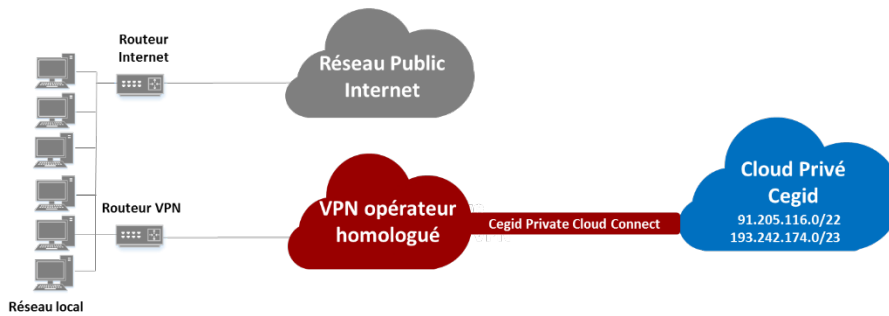 Routeur
Internet
Réseau Public
Internet
Routeur VPN
VPN opérateur
homologué
Cegid Private Cloud Connect
Cloud Privé
Cegid
91.205.116.0/22
193.242.174.0/23
Réseau local